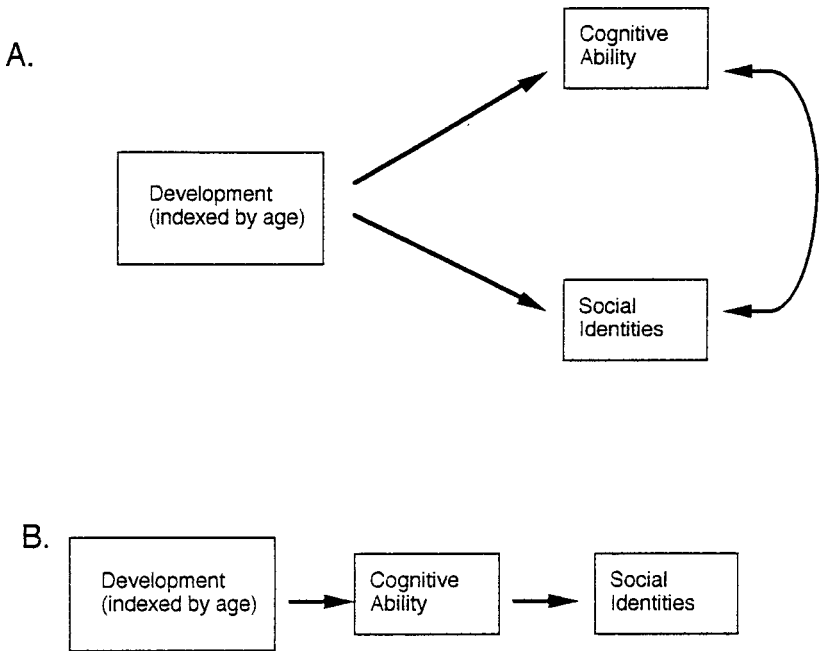 A.
Cognitive
Ability
Development
(indexed by age)
Social
Identities
B.
Development
(indexed by age)
Cognitive
Ability
Social
Identities